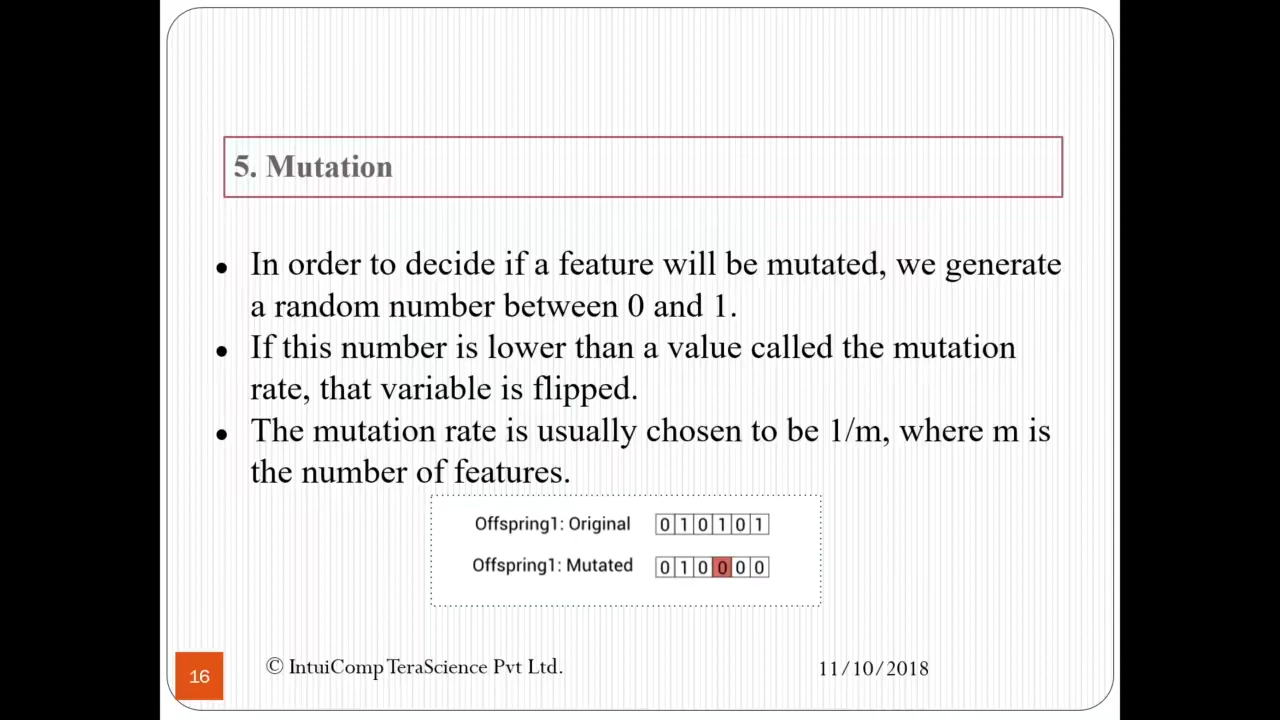 5. Mutation
● In order to decide if a feature will be mutated, we generate
a random number between 0 and 1.
● If this number is lower than a value called the mutation
rate, that variable is flipped.
● The mutation rate is usually chosen to be 1/m, where m is
the number of features.
Offspring1: Original 0 1 0 1 0 1
Offspring1: Mutated 0 1 0 0 0 0
16 © IntuiComp TeraScience Pvt Ltd. 11/10/2018